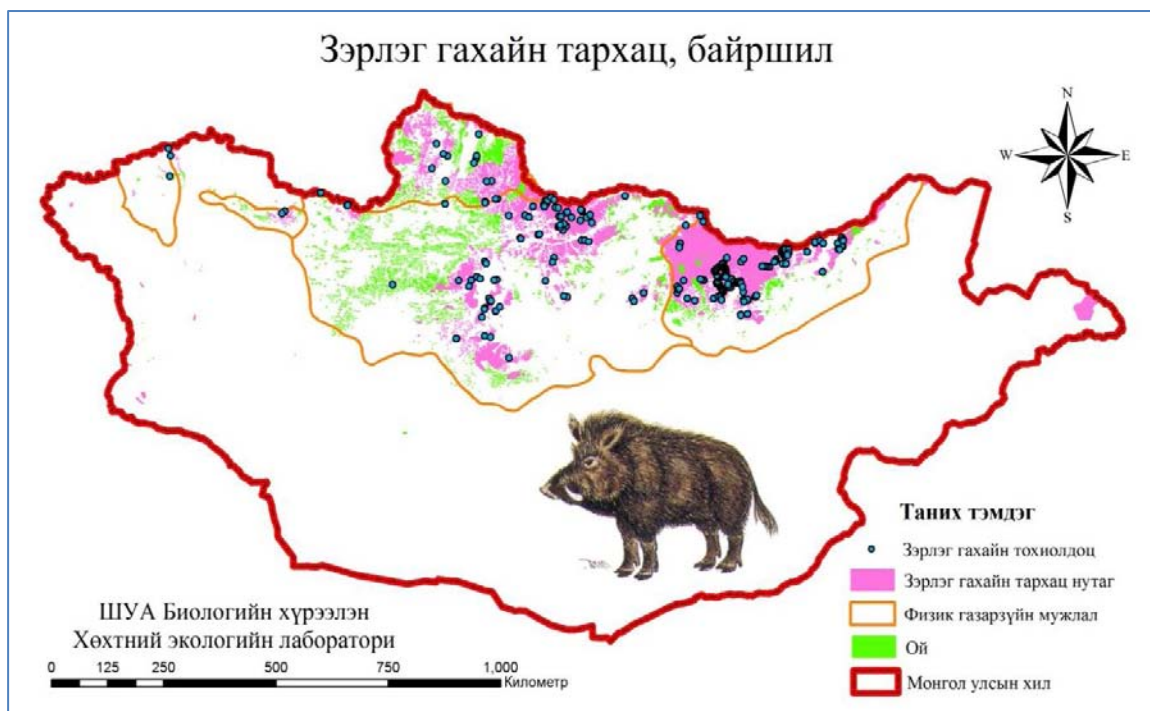 Зэрлэг гахайн тархац, байршил
N
W
E
S
Таних тэмдэг
Зэрлэг гахайн тохиолдоц
Зэрлэг гахайн тархац нутаг
Физик газарзүйн мужлал
Ой
Монгол улсын хил
ШУА Биологийн хүрээлэн
Хөхтний экологийн лаборатори
0 125 250 500 750 1,000
Километр